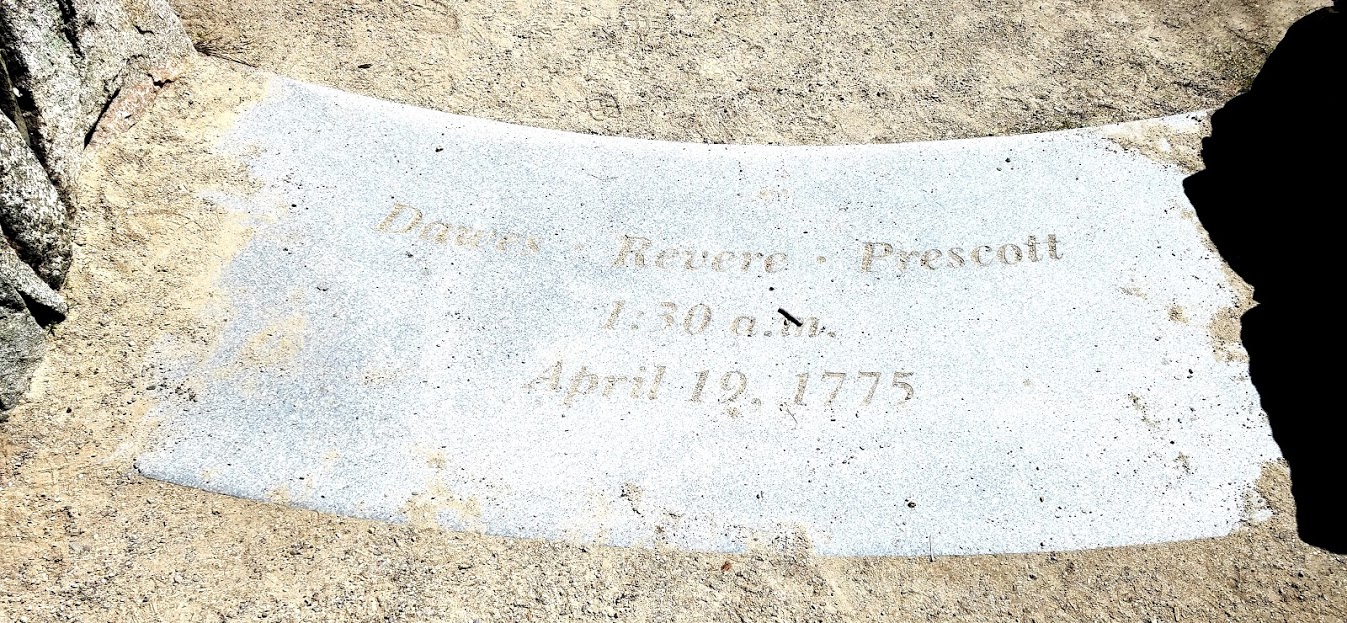 Dawes · Revere · Prescott
1:30 a.m.
April 19, 1775